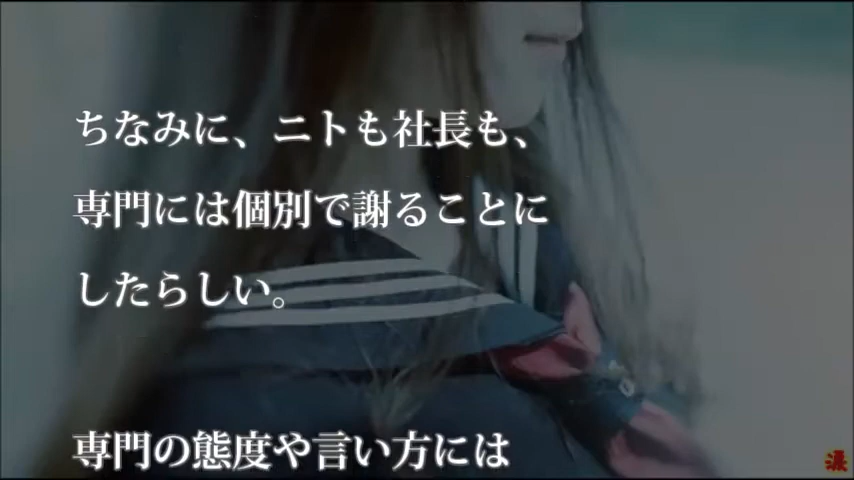 ちなみに、ニトも社長も、
専門には個別で謝ることに
したらしい。
専門の態度や言い方には
涙